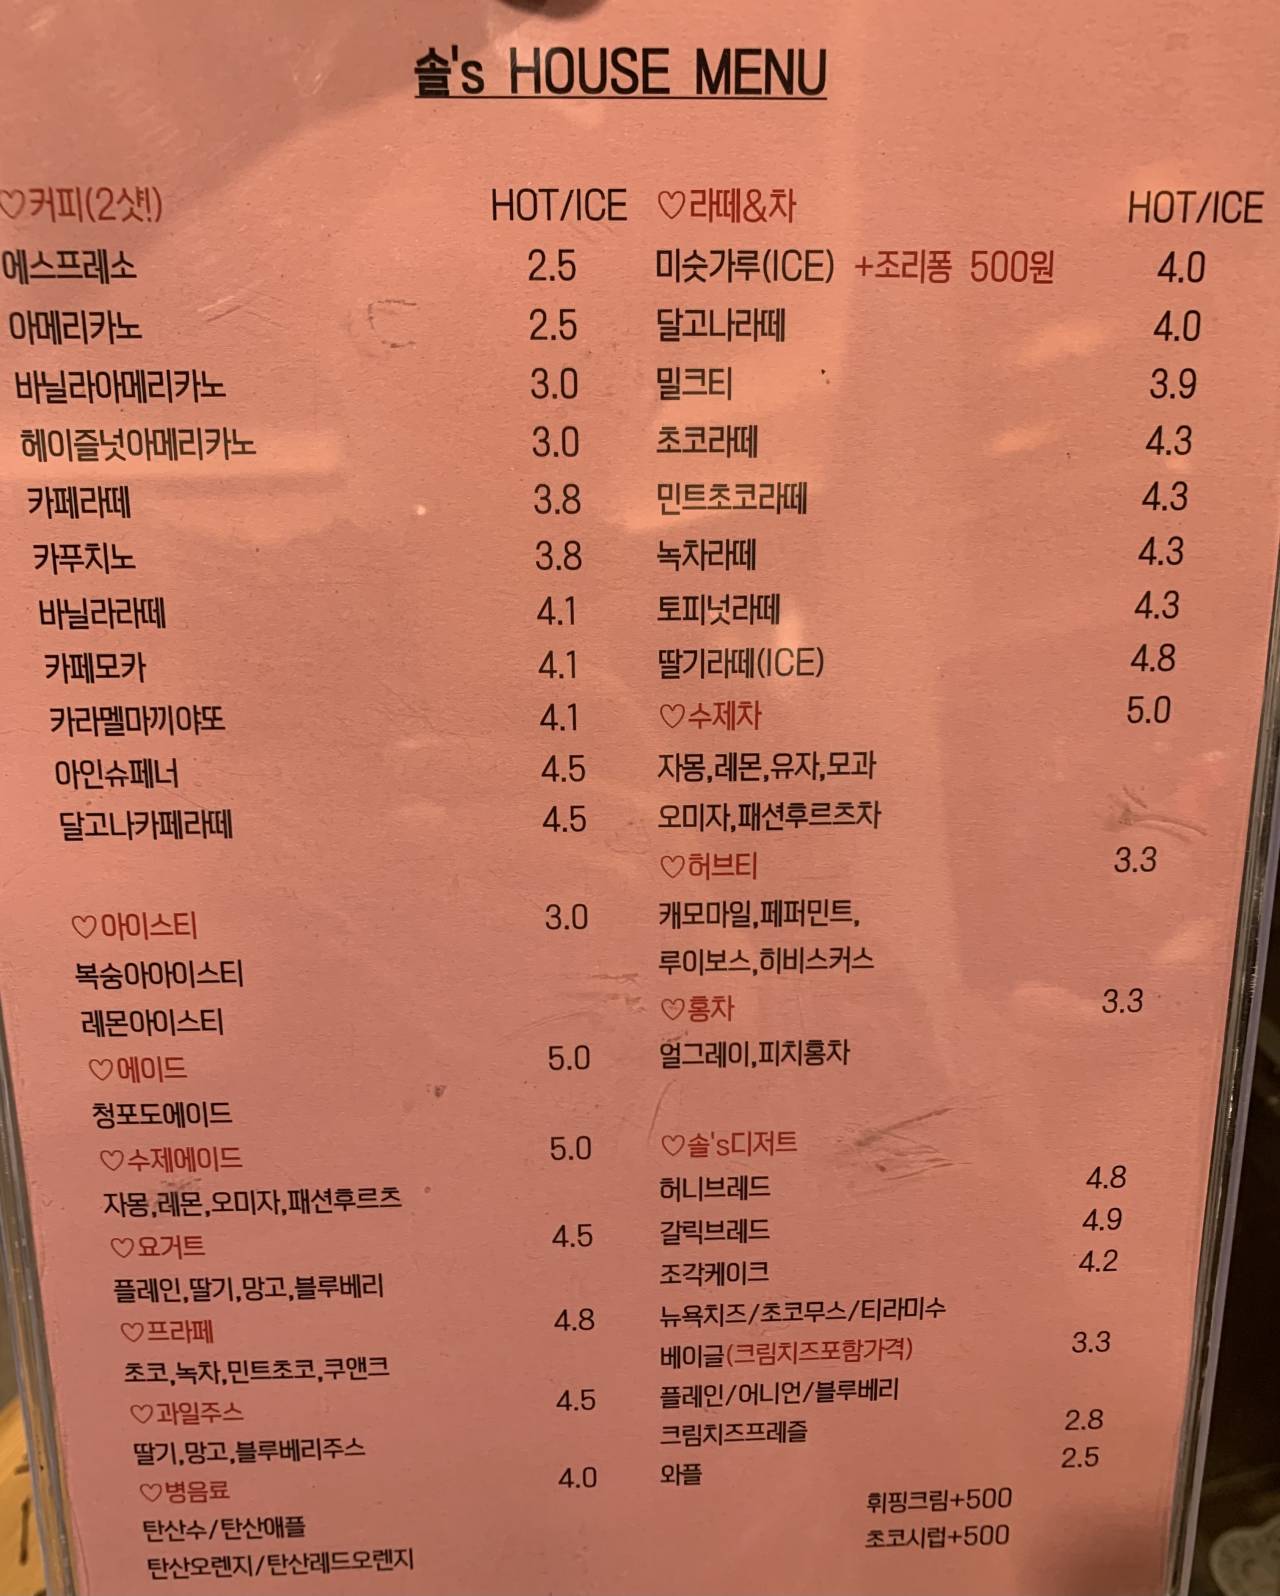 솔's HOUSE MENU
♡커피(2샷!) HOT/ICE
에스프레소 2.5
아메리카노 2.5
바닐라아메리카노 3.0
헤이즐넛아메리카노 3.0
카페라떼 3.8
카푸치노 3.8
바닐라라떼 4.1
카페모카 4.1
카라멜마끼야또 4.1
아인슈페너 4.5
달고나카페라떼 4.5
♡아이스티 3.0
복숭아아이스티
레몬아이스티
♡에이드 5.0
청포도에이드
♡수제에이드 5.0
자몽,레몬,오미자,패션후르츠
♡요거트 4.5
플레인,딸기,망고,블루베리
♡프라페 4.8
초코,녹차,민트초코,쿠앤크
♡과일주스 4.5
딸기,망고,블루베리주스
♡병음료 4.0
탄산수/탄산애플
탄산오렌지/탄산레드오렌지
♡라떼&차 HOT/ICE
미숫가루(ICE) +조리퐁 500원 4.0
달고나라떼 4.0
밀크티 3.9
초코라떼 4.3
민트초코라떼 4.3
녹차라떼 4.3
토피넛라떼 4.3
딸기라떼(ICE) 4.8
♡수제차 5.0
자몽,레몬,유자,모과
오미자,패션후르츠차
♡허브티 3.3
캐모마일,페퍼민트,
루이보스,히비스커스
♡홍차 3.3
얼그레이,피치홍차
♡솔's디저트
허니브레드 4.8
갈릭브레드 4.9
조각케이크 4.2
뉴욕치즈/초코무스/티라미수
베이글(크림치즈포함가격) 3.3
플레인/어니언/블루베리
크림치즈프레즐 2.8
와플 2.5
휘핑크림+500
초코시럽+500